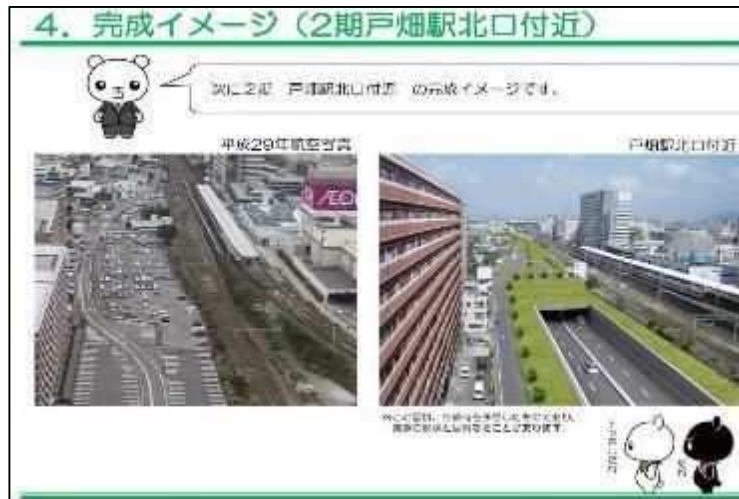 4．完成イメージ（2期戸畑駅北口付近）
次に2期　戸畑駅北口付近　の完成イメージです。
平成29年航空写真
戸畑駅北口付近
ÆON